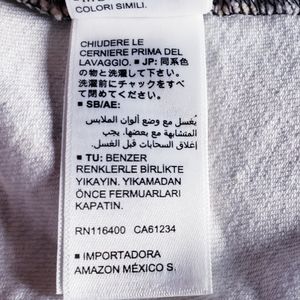 COLORI SIMILI.
CHIUDERE LE
CERNIERE PRIMA DEL
LAVAGGIO. ■ JP: 同系色
の物と洗濯して下さい。
洗濯前にチャックをすべ
て閉めてください。
■ SB/AE:
يُغسل مع وضع ألوان الملابس
المتشابهة مع بعضها. يجب
إغلاق السحابات قبل الغسل.
■ TU: BENZER
RENKLERLE BİRLİKTE
YIKAYIN. YIKAMADAN
ÖNCE FERMUARLARI
KAPATIN.
RN116400 CA61234
■ IMPORTADORA
AMAZON MÉXICO S.